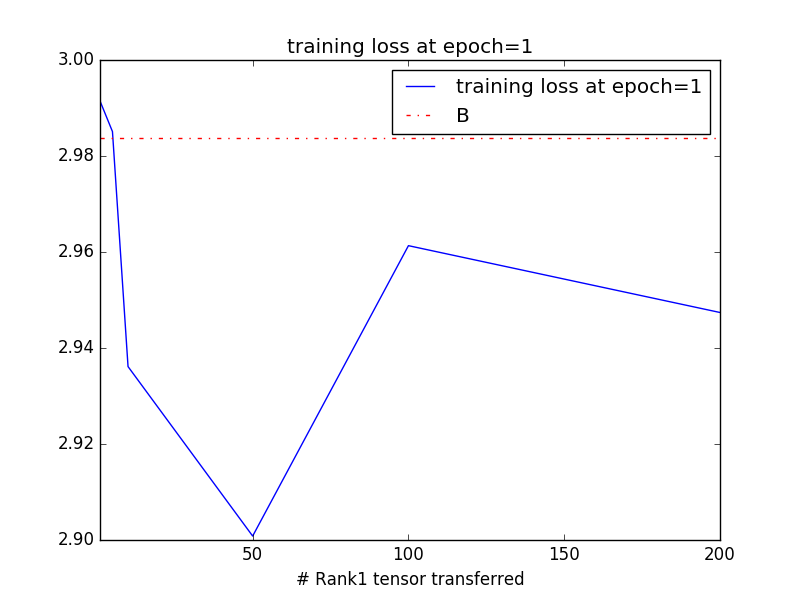 training loss at epoch=1
3.00
2.98
2.96
2.94
2.92
2.90
training loss at epoch=1
B
50
100
150
200
# Rank1 tensor transferred